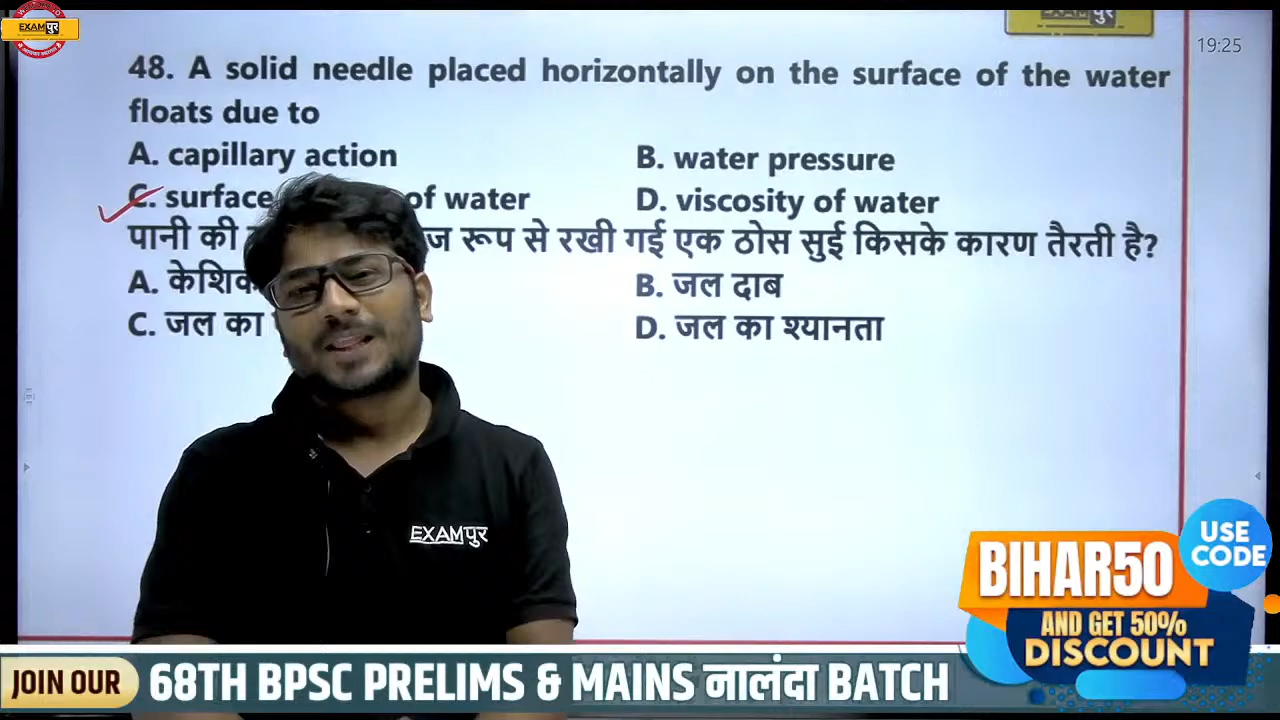 EXAMपुर
EXAMपुर
19:25
48. A solid needle placed horizontally on the surface of the water
floats due to
A. capillary action
B. water pressure
C. surface of water
D. viscosity of water
पानी की रूप से रखी गई एक ठोस सुई किसके कारण तैरती है?
A.
B. जल दाब
C. जल का
D. जल का श्यानता
EXAMपुर
USE
CODE
BIHAR50
AND GET 50%
DISCOUNT
JOIN OUR
68TH BPSC PRELIMS & MAINS नालंदा BATCH